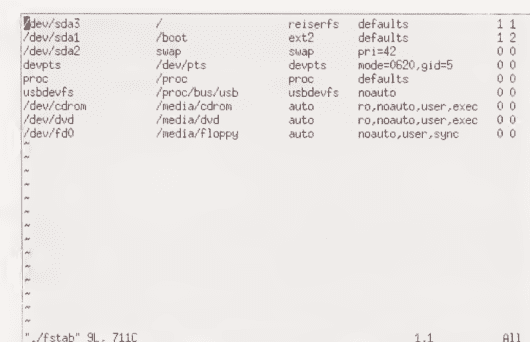 /dev/sda3 / reiserfs defaults 1 1
/dev/sda1 /boot ext2 defaults 1 2
/dev/sda2 swap swap pri=42 0 0
devpts /dev/pts devpts mode=0620,gid=5 0 0
proc /proc proc defaults 0 0
usbdevfs /proc/bus/usb usbdevfs noauto 0 0
/dev/cdrom /media/cdrom auto ro,noauto,user,exec 0 0
/dev/dvd /media/dvd auto ro,noauto,user,exec 0 0
/dev/fd0 /media/floppy auto noauto,user,sync 0 0
~
~
~
~
~
~
~
~
~
~
~
~
~
~
"./fstab" 9L, 711C 1,1 All